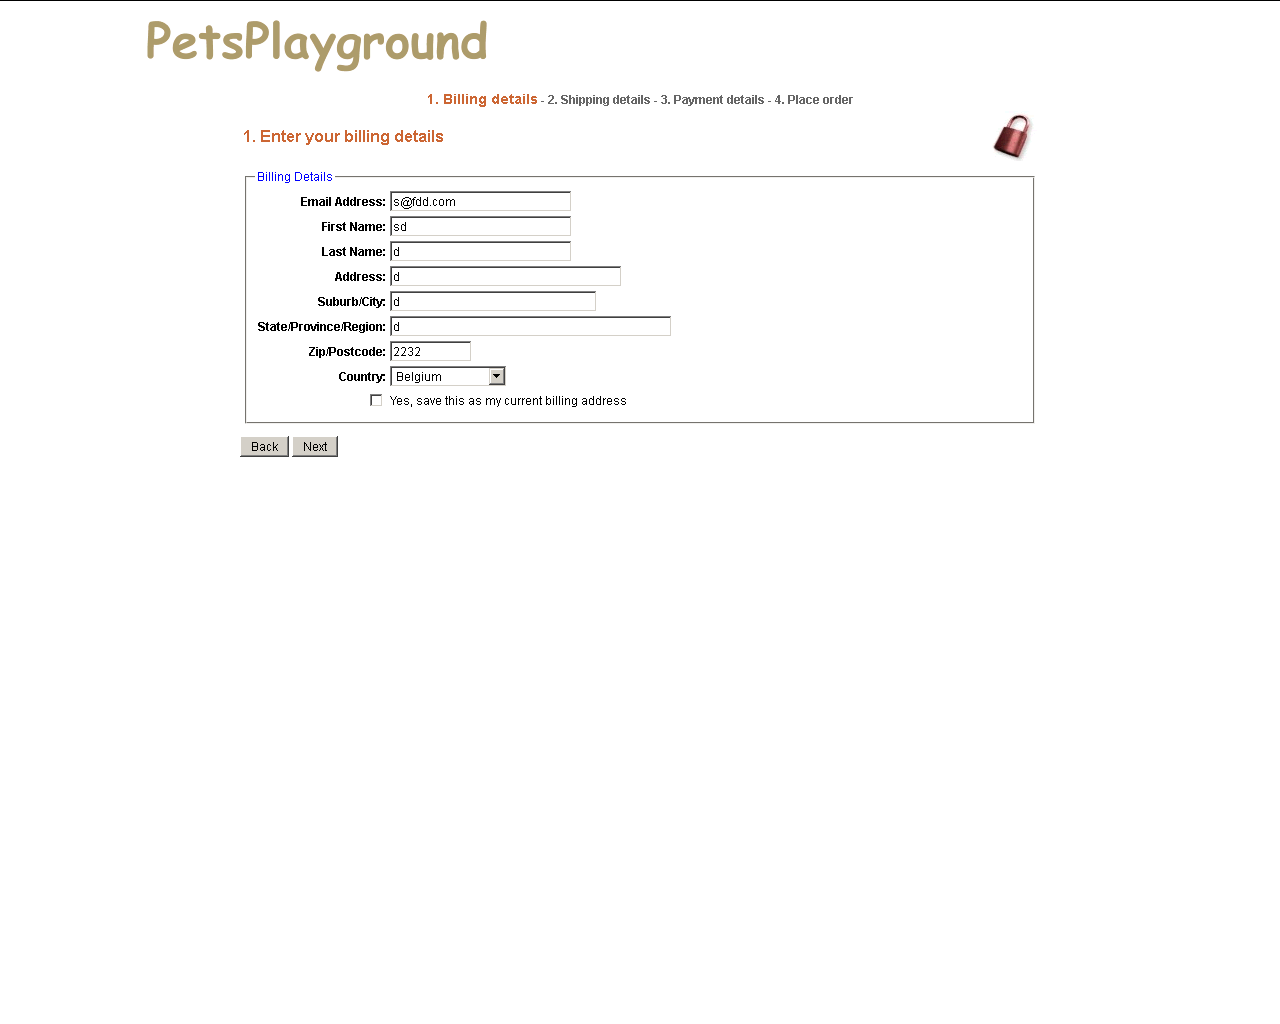 PetsPlayground
1. Billing details - 2. Shipping details - 3. Payment details - 4. Place order
1. Enter your billing details
Billing Details
Email Address: s@fdd.com
First Name: sd
Last Name: d
Address: d
Suburb/City: d
State/Province/Region: d
Zip/Postcode: 2232
Country: Belgium
Yes, save this as my current billing address
Back Next